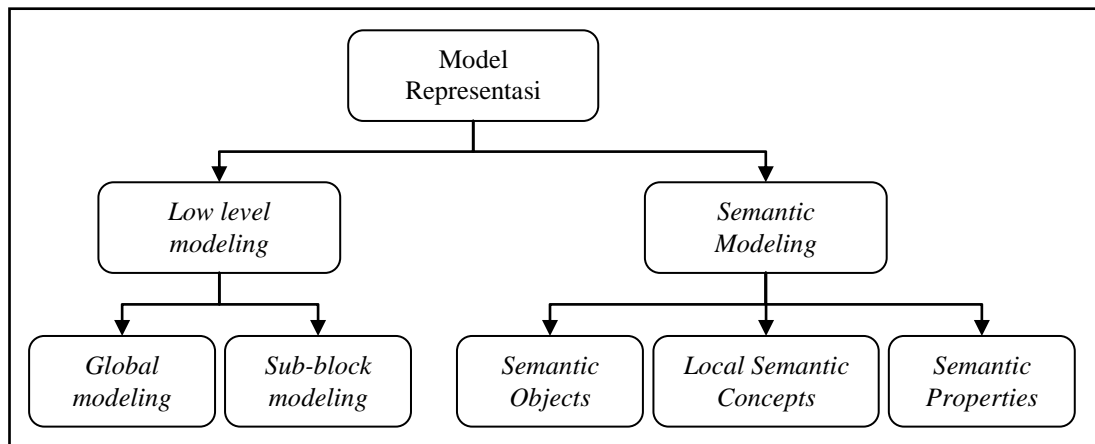 Model
Representasi
Low level
modeling
Semantic
Modeling
Global
modeling
Sub-block
modeling
Semantic
Objects
Local Semantic
Concepts
Semantic
Properties